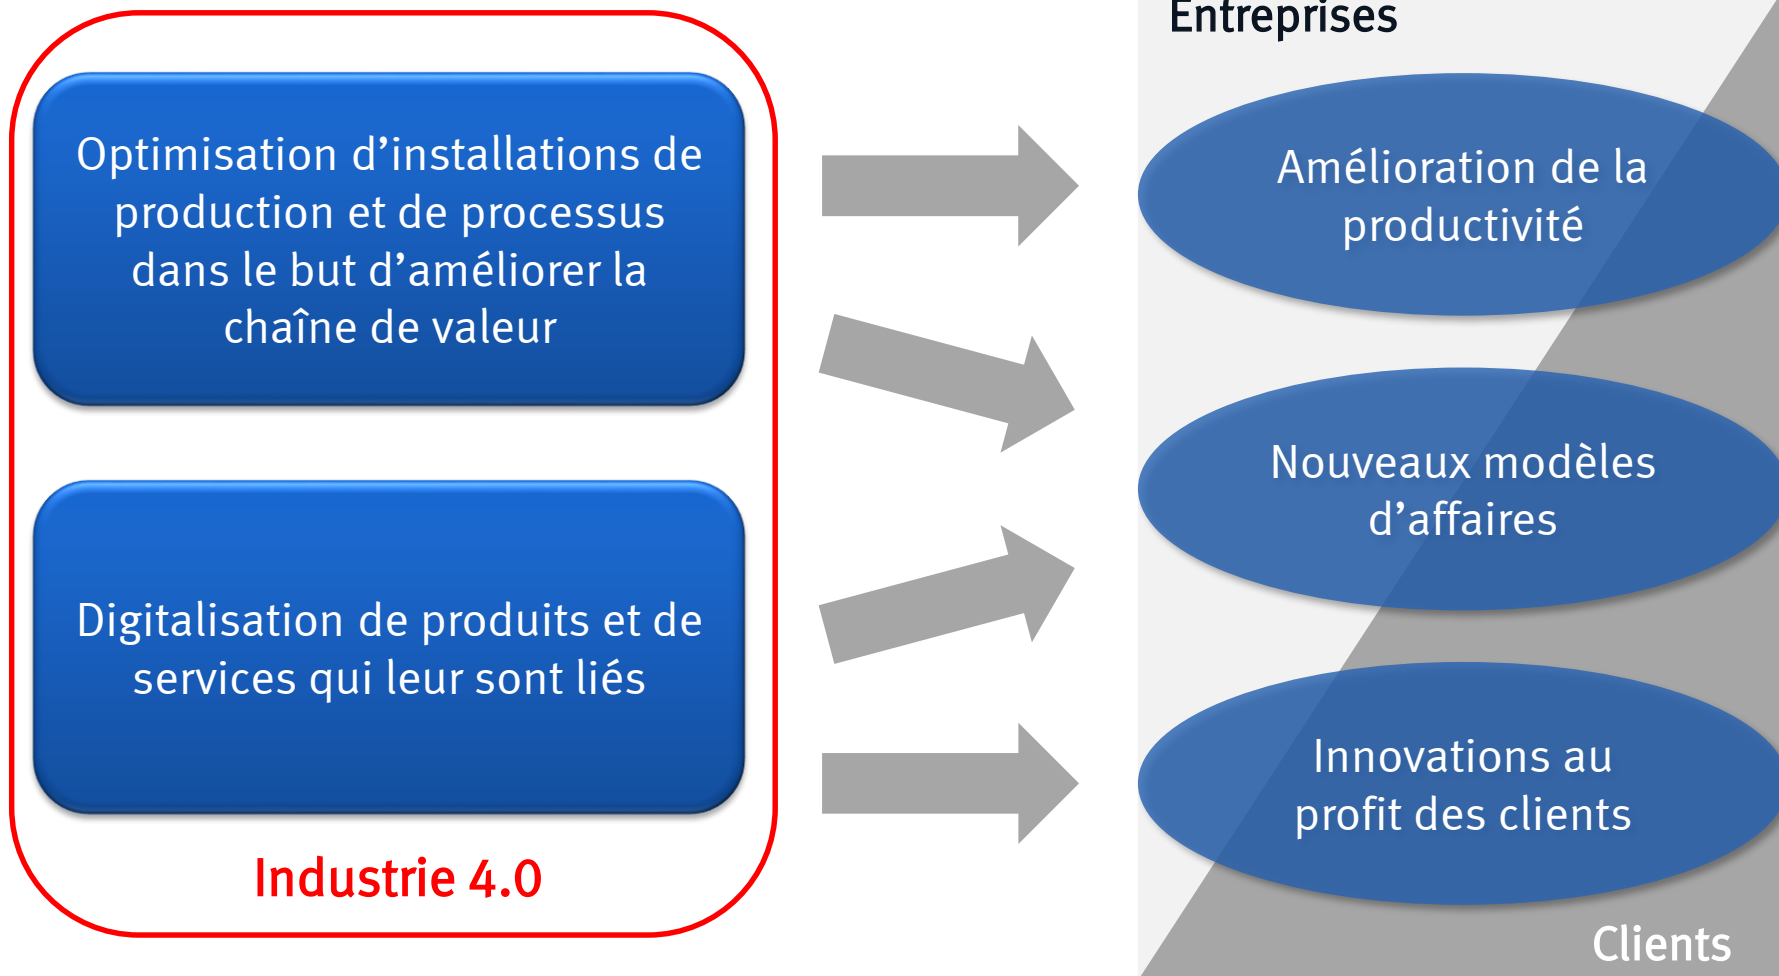 Entreprises
Optimisation d’installations de
production et de processus
dans le but d’améliorer la
chaîne de valeur
Amélioration de la
productivité
Nouveaux modèles
d’affaires
Digitalisation de produits et de
services qui leur sont liés
Innovations au
profit des clients
Industrie 4.0
Clients